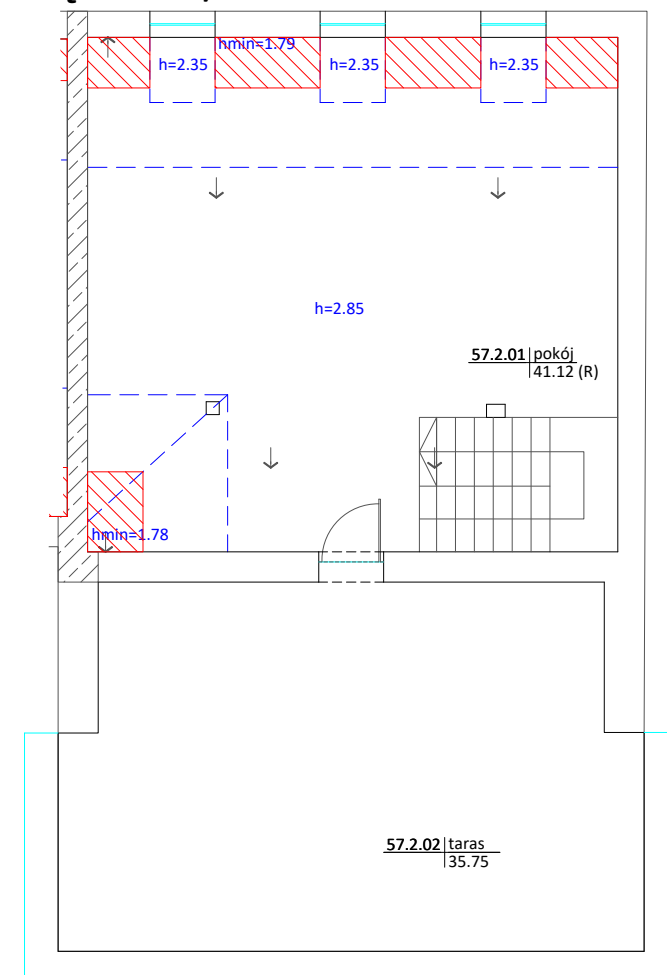 hmin=1.79
h=2.35 h=2.35 h=2.35
h=2.85
57.2.01 pokój
41.12 (R)
hmin=1.78
57.2.02 taras
35.75